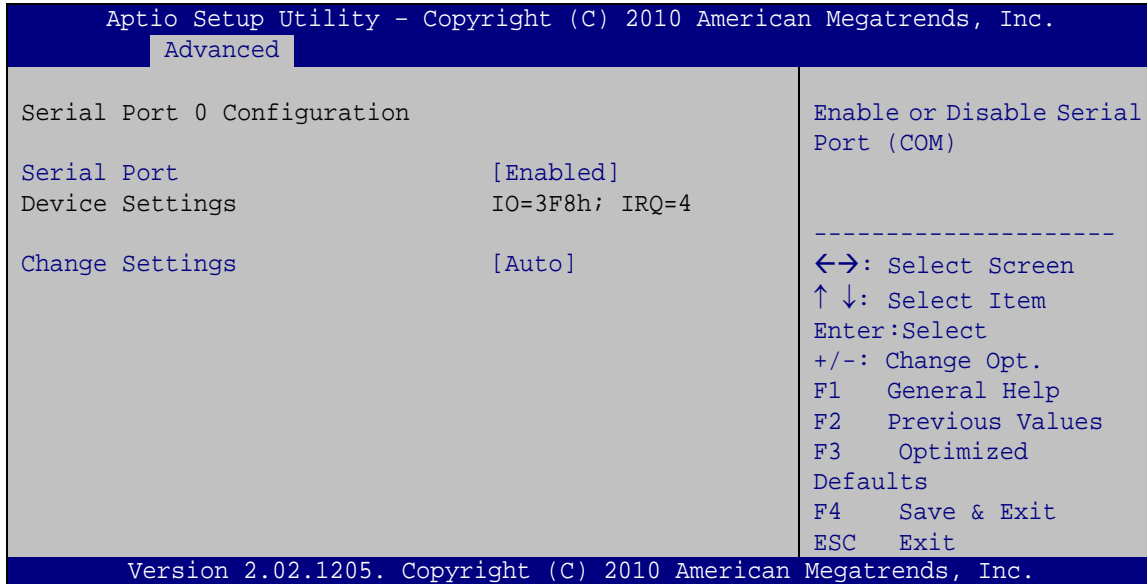 Aptio Setup Utility – Copyright (C) 2010 American Megatrends, Inc.
Advanced
Serial Port 0 Configuration
Serial Port [Enabled]
Device Settings IO=3F8h; IRQ=4
Change Settings [Auto]
Enable or Disable Serial
Port (COM)
---------------------
←→: Select Screen
↑ ↓: Select Item
Enter:Select
+/-: Change Opt.
F1 General Help
F2 Previous Values
F3 Optimized
Defaults
F4 Save & Exit
ESC Exit
Version 2.02.1205. Copyright (C) 2010 American Megatrends, Inc.